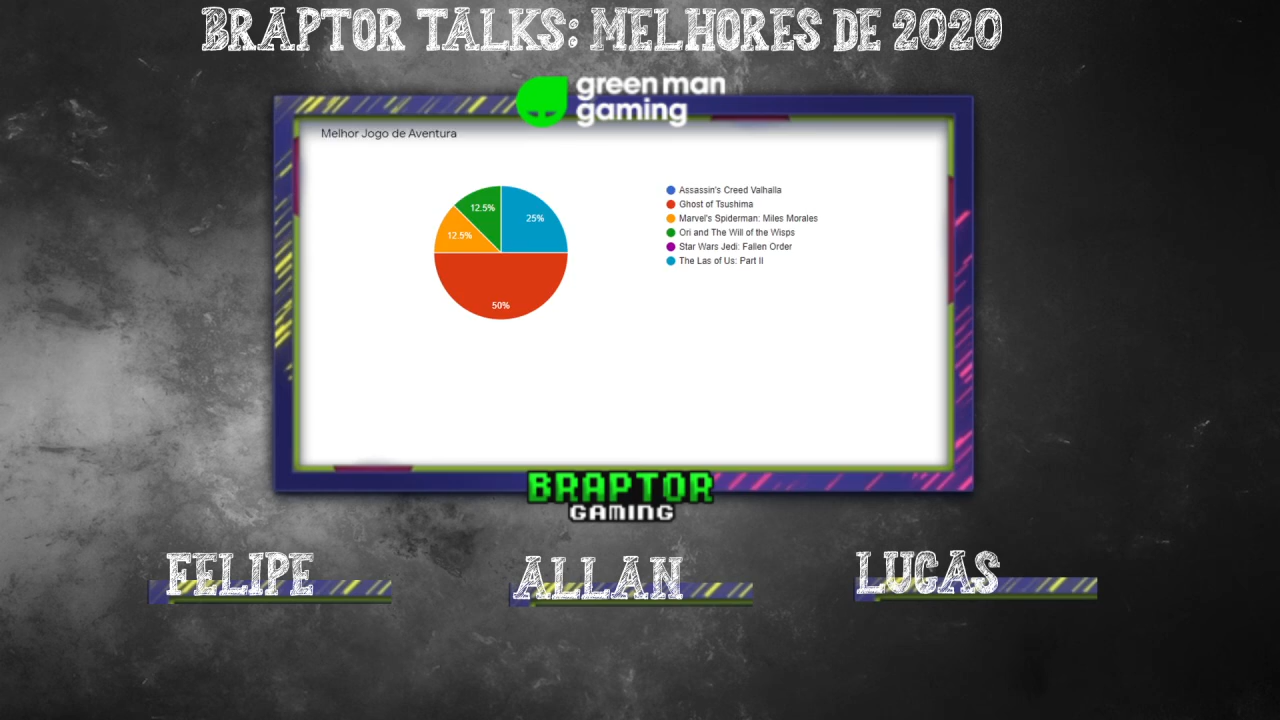 BRAPTOR TALKS: MELHORES DE 2020
green man
gaming
Melhor Jogo de Aventura
12.5%
25%
12.5%
50%
Assassin's Creed Valhalla
Ghost of Tsushima
Marvel's Spiderman: Miles Morales
Ori and The Will of the Wisps
Star Wars Jedi: Fallen Order
The Las of Us: Part II
BRAPTOR
GAMING
FELIPE
ALLAN
LUCAS